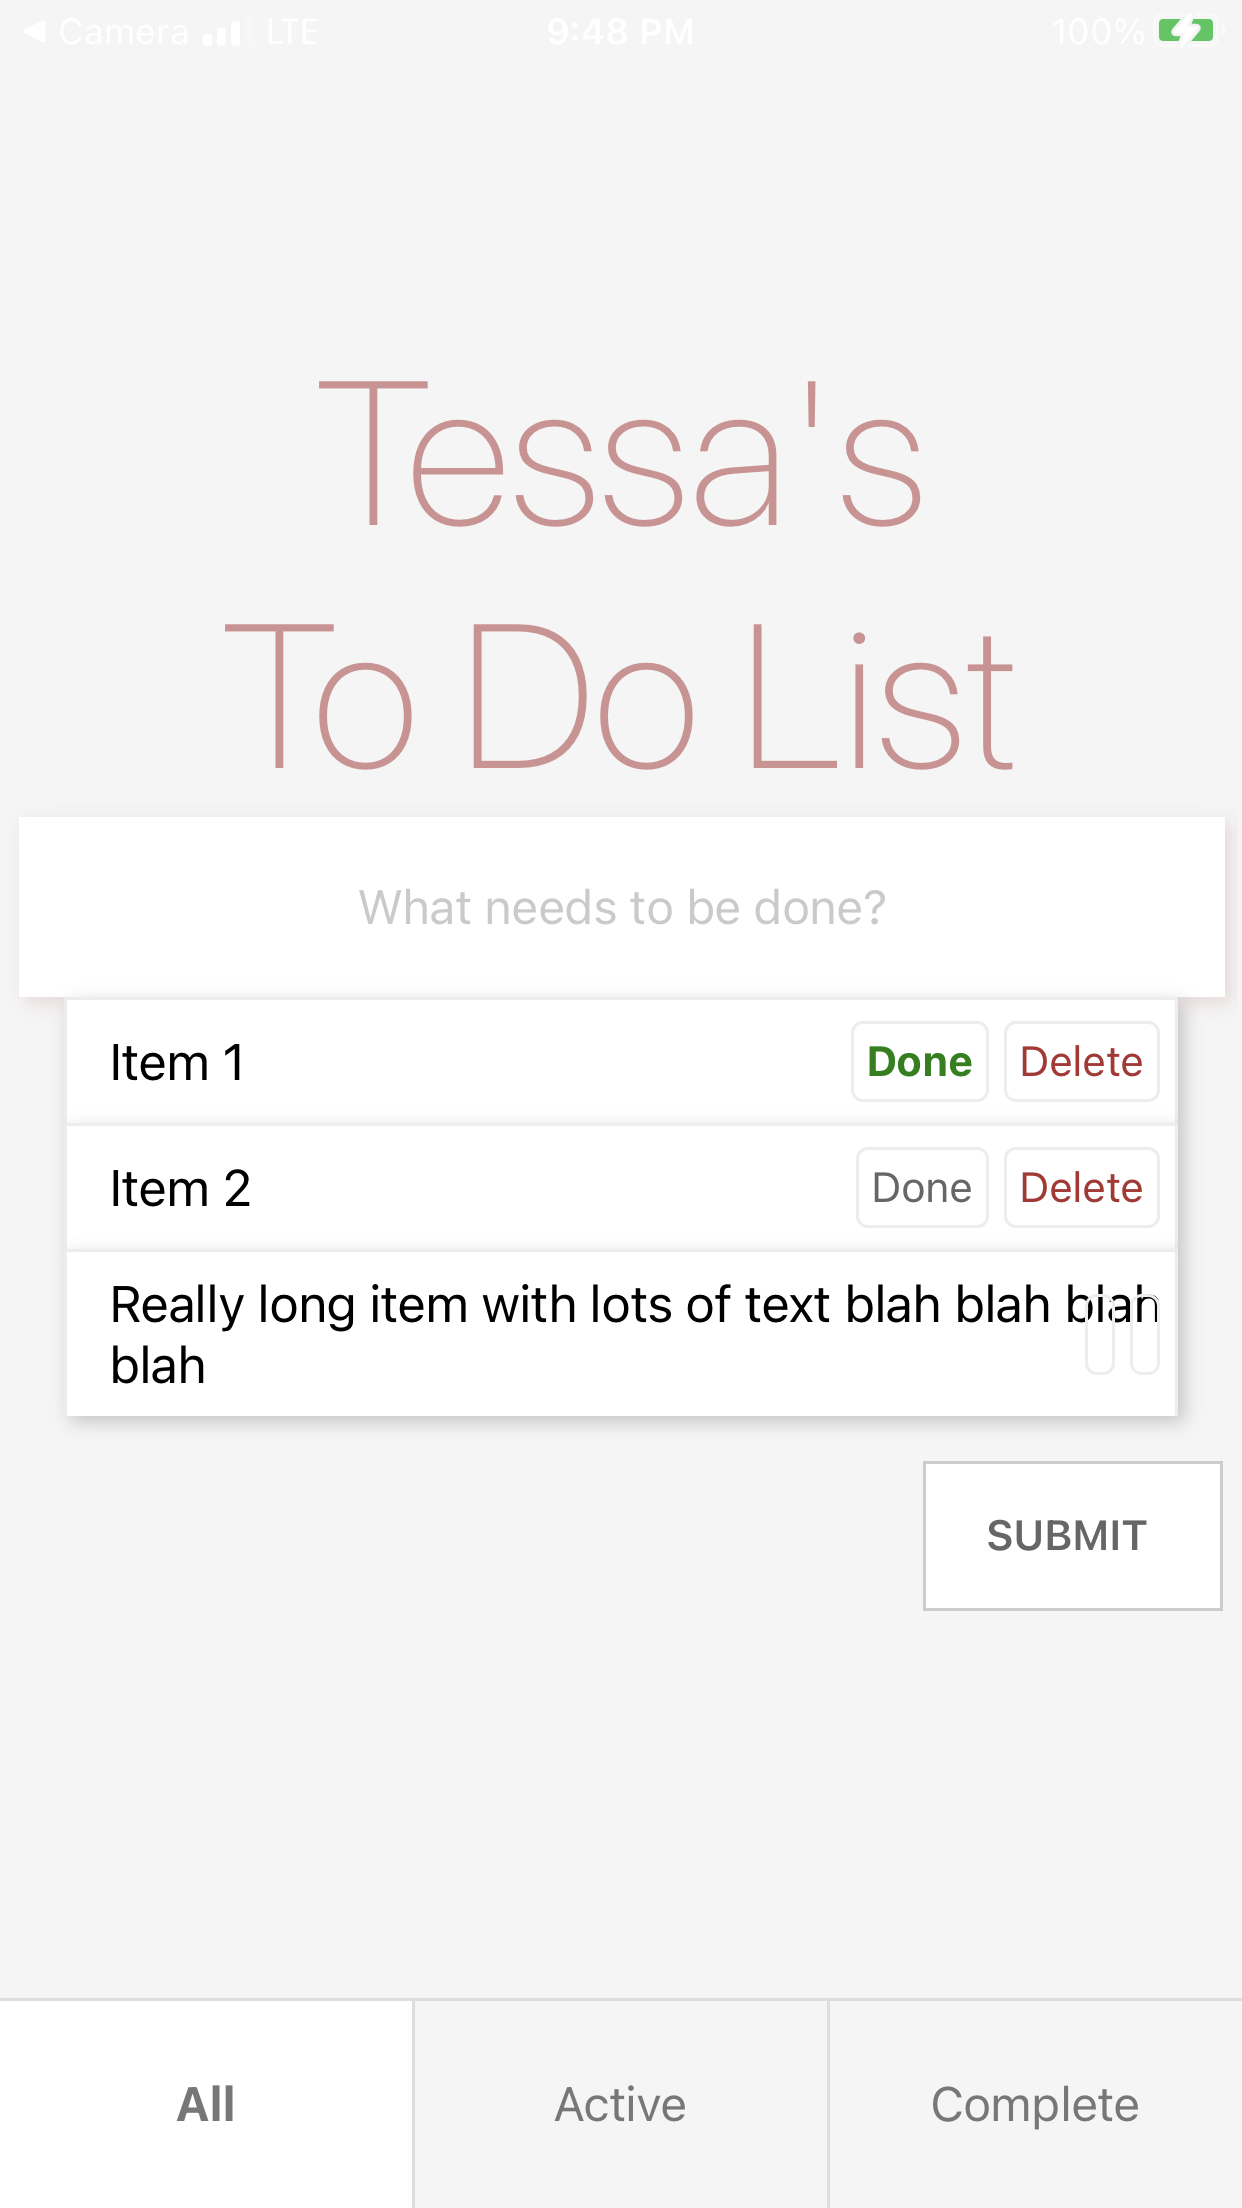 Camera LTE 9:48 PM 100%
Tessa's
To Do List
What needs to be done?
Item 1 Done Delete
Item 2 Done Delete
Really long item with lots of text blah blah blah
blah
SUBMIT
All Active Complete